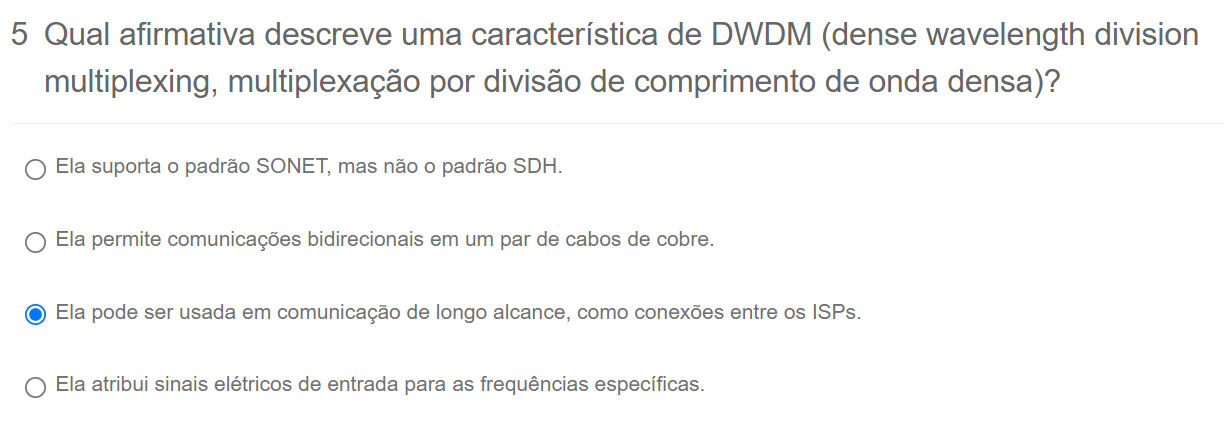 5 Qual afirmativa descreve uma característica de DWDM (dense wavelength division
multiplexing, multiplexação por divisão de comprimento de onda densa)?
Ela suporta o padrão SONET, mas não o padrão SDH.
Ela permite comunicações bidirecionais em um par de cabos de cobre.
Ela pode ser usada em comunicação de longo alcance, como conexões entre os ISPs.
Ela atribui sinais elétricos de entrada para as frequências específicas.